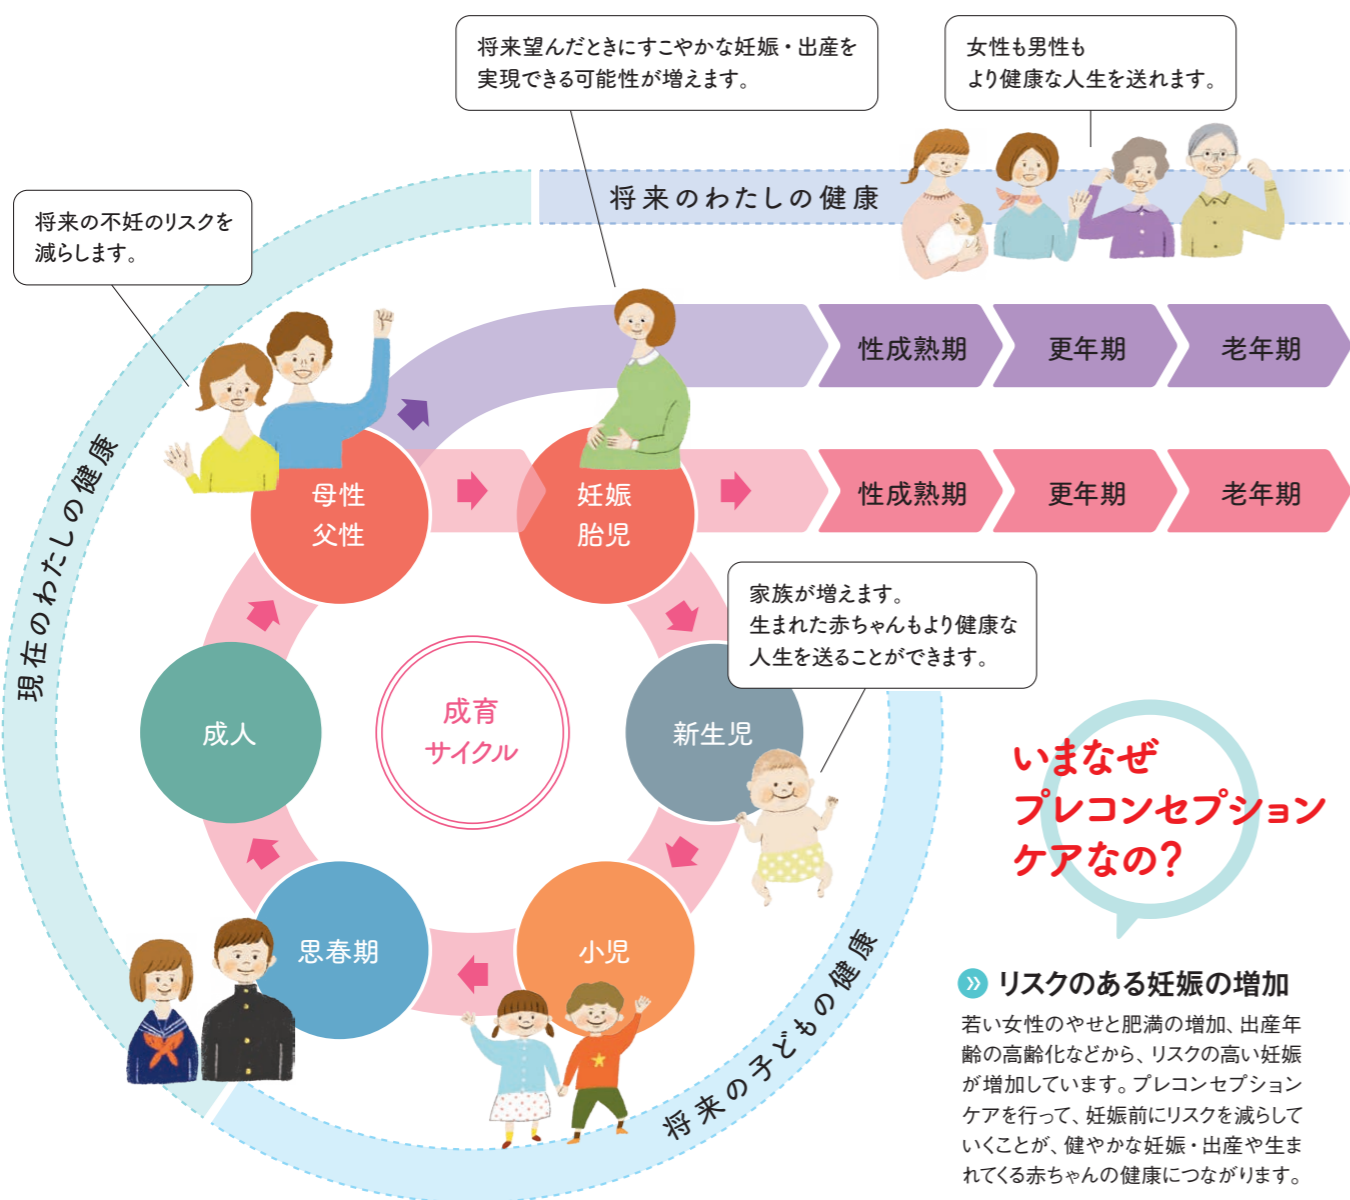 将来望んだときにすこやかな妊娠・出産を
実現できる可能性が増えます。
女性も男性も
より健康な人生を送れます。
将来のわたしの健康
将来の不妊のリスクを
減らします。
現在のわたしの健康
性成熟期
更年期
老年期
母性
父性
妊娠
胎児
性成熟期
更年期
老年期
家族が増えます。
生まれた赤ちゃんもより健康な
人生を送ることができます。
成人
成育
サイクル
新生児
思春期
小児
将来の子どもの健康
いまなぜ
プレコンセプション
ケアなの？
リスクのある妊娠の増加
若い女性のやせと肥満の増加、出産年
齢の高齢化などから、リスクの高い妊娠
が増加しています。プレコンセプション
ケアを行って、妊娠前にリスクを減らして
いくことが、健やかな妊娠・出産や生ま
れてくる赤ちゃんの健康につながります。